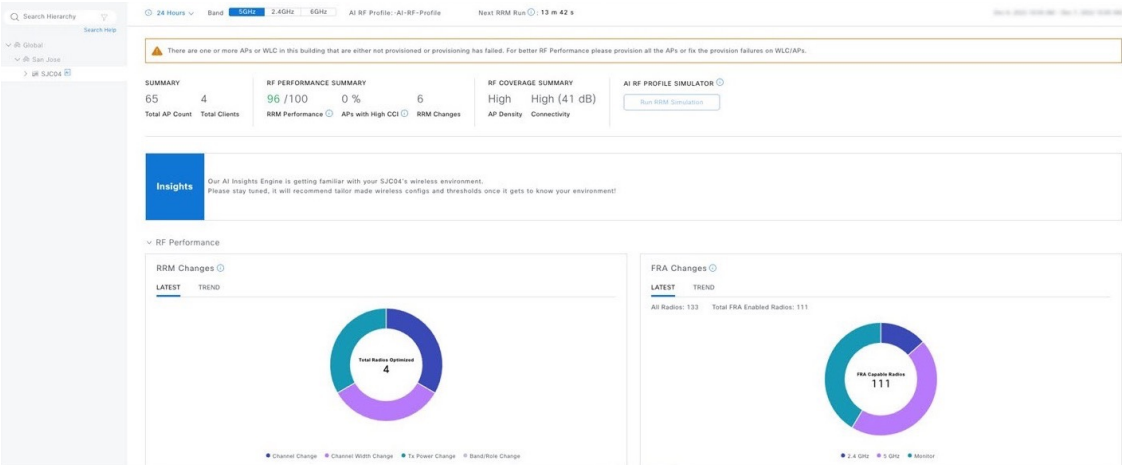 Search Hierarchy
Search Help
Global
San Jose
SJC04
24 Hours Band 5GHz 2.4GHz 6GHz AI RF Profile:-AI-RF-Profile Next RRM Run : 13 m 42 s
There are one or more APs or WLC in this building that are either not provisioned or provisioning has failed. For better RF Performance please provision all the APs or fix the provision failures on WLC/APs.
SUMMARY
65 4
Total AP Count Total Clients
RF PERFORMANCE SUMMARY
96 /100 0 % 6
RRM Performance APs with High CCI RRM Changes
RF COVERAGE SUMMARY
High High (41 dB)
AP Density Connectivity
AI RF PROFILE SIMULATOR
Run RRM Simulation
Insights
Our AI Insights Engine is getting familiar with your SJC04's wireless environment.
Please stay tuned, it will recommend tailor made wireless configs and thresholds once it gets to know your environment!
RF Performance
RRM Changes
LATEST TREND
Total Radios Optimized
4
Channel Change Channel Width Change Tx Power Change Band/Role Change
FRA Changes
LATEST TREND
All Radios: 133 Total FRA Enabled Radios: 111
FRA Capable Radios
111
2.4 GHz 5 GHz Monitor